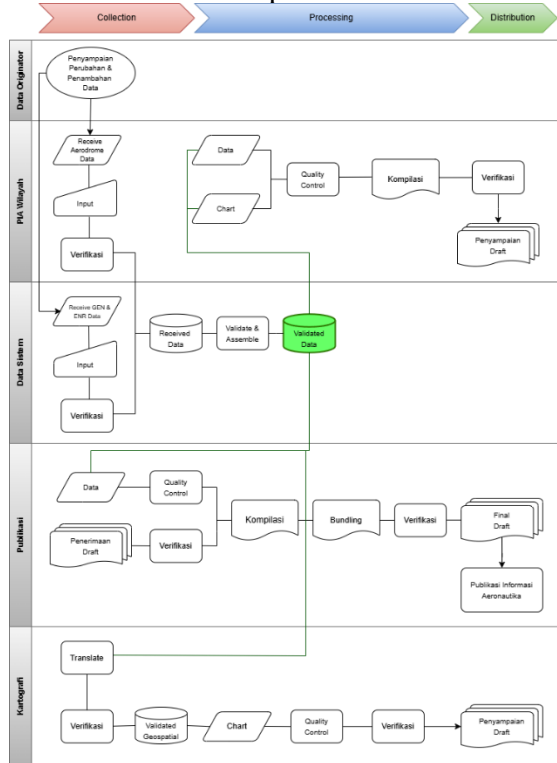 Collection
Processing
Distribution
Data Originator
Penyampaian
Perubahan &
Penambahan
Data
PIA Wilayah
Receive
Aerodrome
Data
Input
Verifikasi
Data
Chart
Quality
Control
Kompilasi
Verifikasi
Penyampaian
Draft
Data Sistem
Receive GEN &
ENR Data
Input
Verifikasi
Received
Data
Validate &
Assemble
Validated
Data
Publikasi
Data
Quality
Control
Penerimaan
Draft
Verifikasi
Kompilasi
Bundling
Verifikasi
Final
Draft
Publikasi Informasi
Aeronautika
Kartografi
Translate
Verifikasi
Validated
Geospatial
Chart
Quality
Control
Verifikasi
Penyampaian
Draft